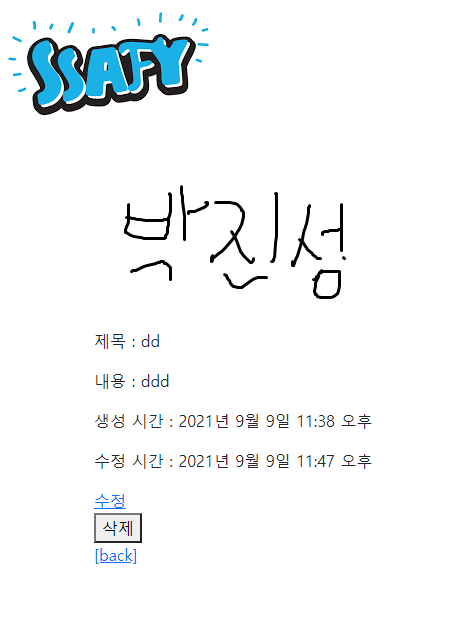 SSAFY
박진섬
제목 : dd
내용 : ddd
생성 시간 : 2021년 9월 9일 11:38 오후
수정 시간 : 2021년 9월 9일 11:47 오후
수정
삭제
[back]